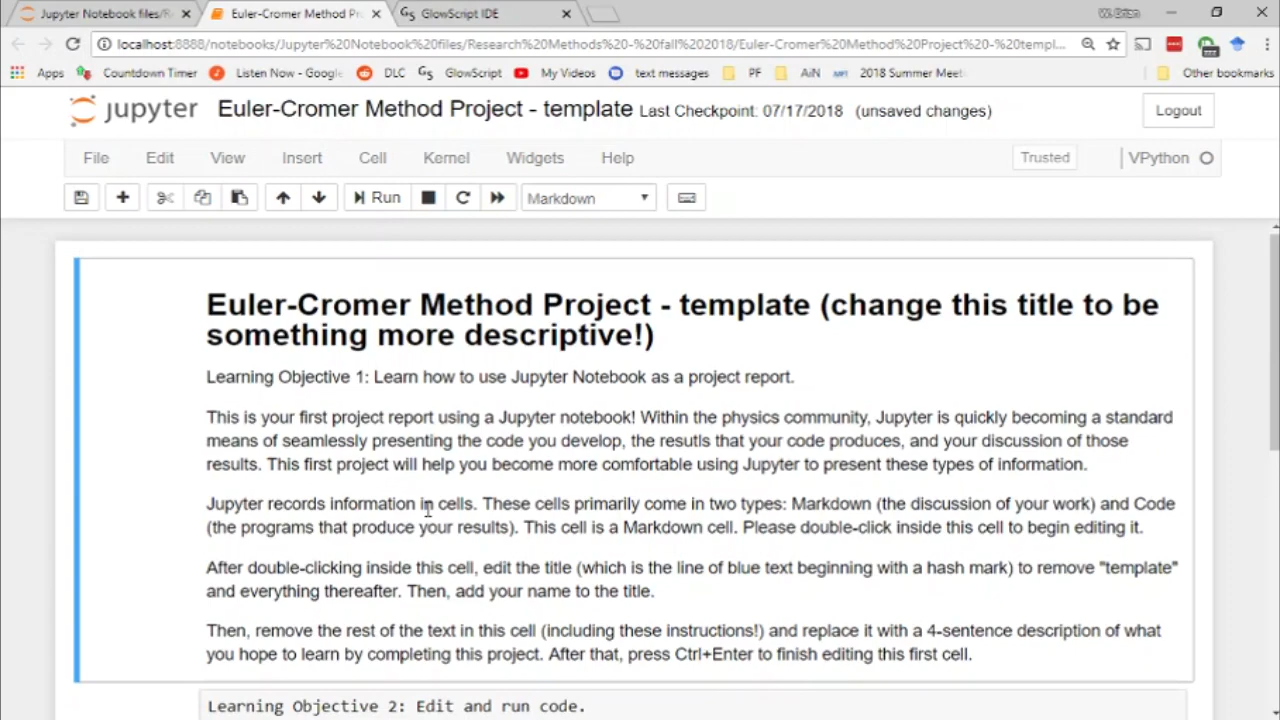 Jupyter Notebook files/R
Euler-Cromer Method Pr
GlowScript IDE
localhost:8888/notebooks/Jupyter%20Notebook%20files/Research%20Methods%20-%20fall%202018/Euler-Cromer%20Method%20Project%20-%20templ...
Apps Countdown Timer Listen Now - Google DLC GlowScript My Videos text messages PF AiN 2018 Summer Meet Other bookmarks
jupyter Euler-Cromer Method Project - template Last Checkpoint: 07/17/2018 (unsaved changes) Logout
File Edit View Insert Cell Kernel Widgets Help Trusted VPython
Run Markdown
Euler-Cromer Method Project - template (change this title to be
something more descriptive!)
Learning Objective 1: Learn how to use Jupyter Notebook as a project report.
This is your first project report using a Jupyter notebook! Within the physics community, Jupyter is quickly becoming a standard
means of seamlessly presenting the code you develop, the resutls that your code produces, and your discussion of those
results. This first project will help you become more comfortable using Jupyter to present these types of information.
Jupyter records information in cells. These cells primarily come in two types: Markdown (the discussion of your work) and Code
(the programs that produce your results). This cell is a Markdown cell. Please double-click inside this cell to begin editing it.
After double-clicking inside this cell, edit the title (which is the line of blue text beginning with a hash mark) to remove "template"
and everything thereafter. Then, add your name to the title.
Then, remove the rest of the text in this cell (including these instructions!) and replace it with a 4-sentence description of what
you hope to learn by completing this project. After that, press Ctrl+Enter to finish editing this first cell.
Learning Objective 2: Edit and run code.